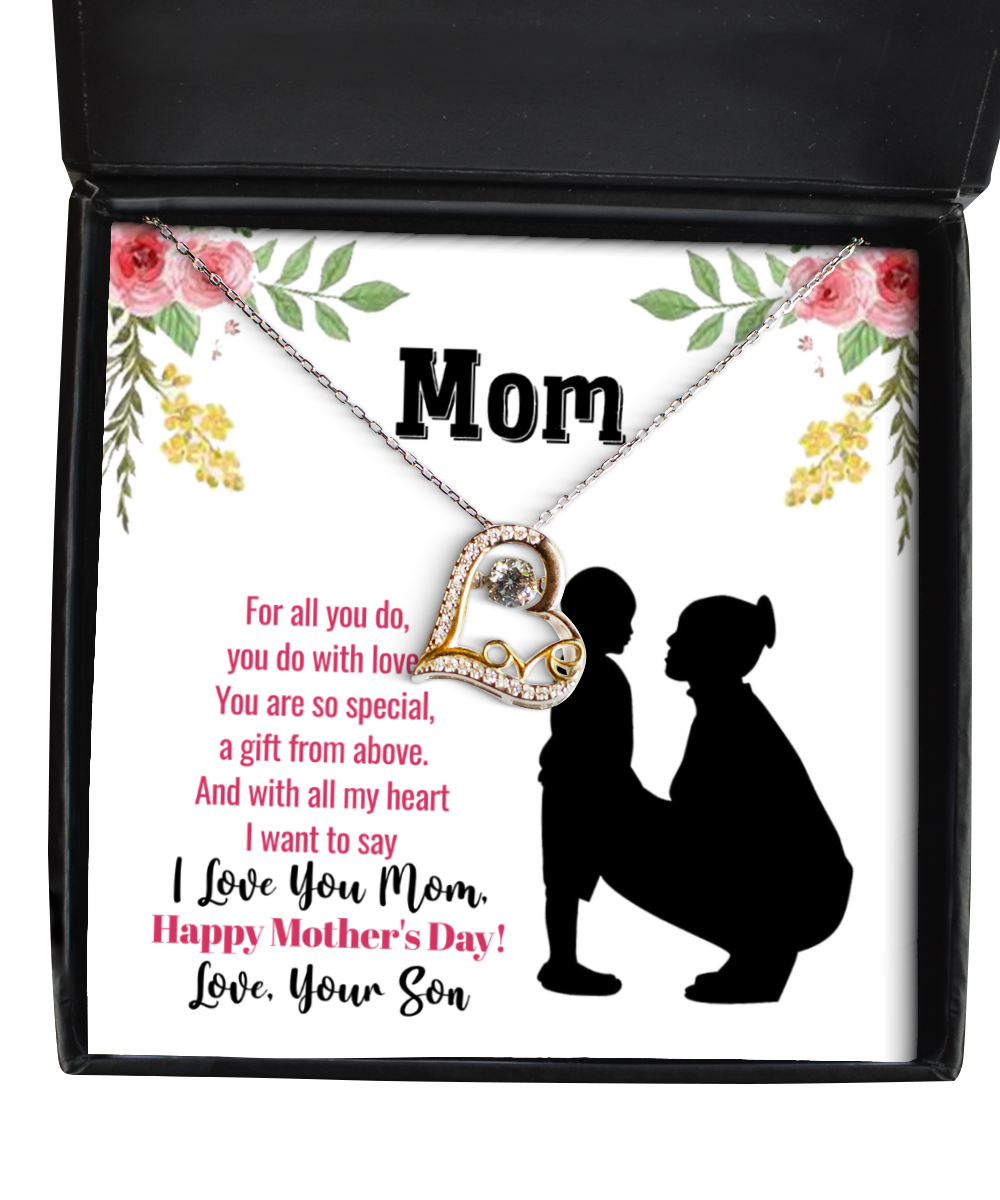 Mom
Love
For all you do,
you do with love
You are so special,
a gift from above.
And with all my heart
I want to say
I Love You Mom,
Happy Mother's Day!
Love, Your Son